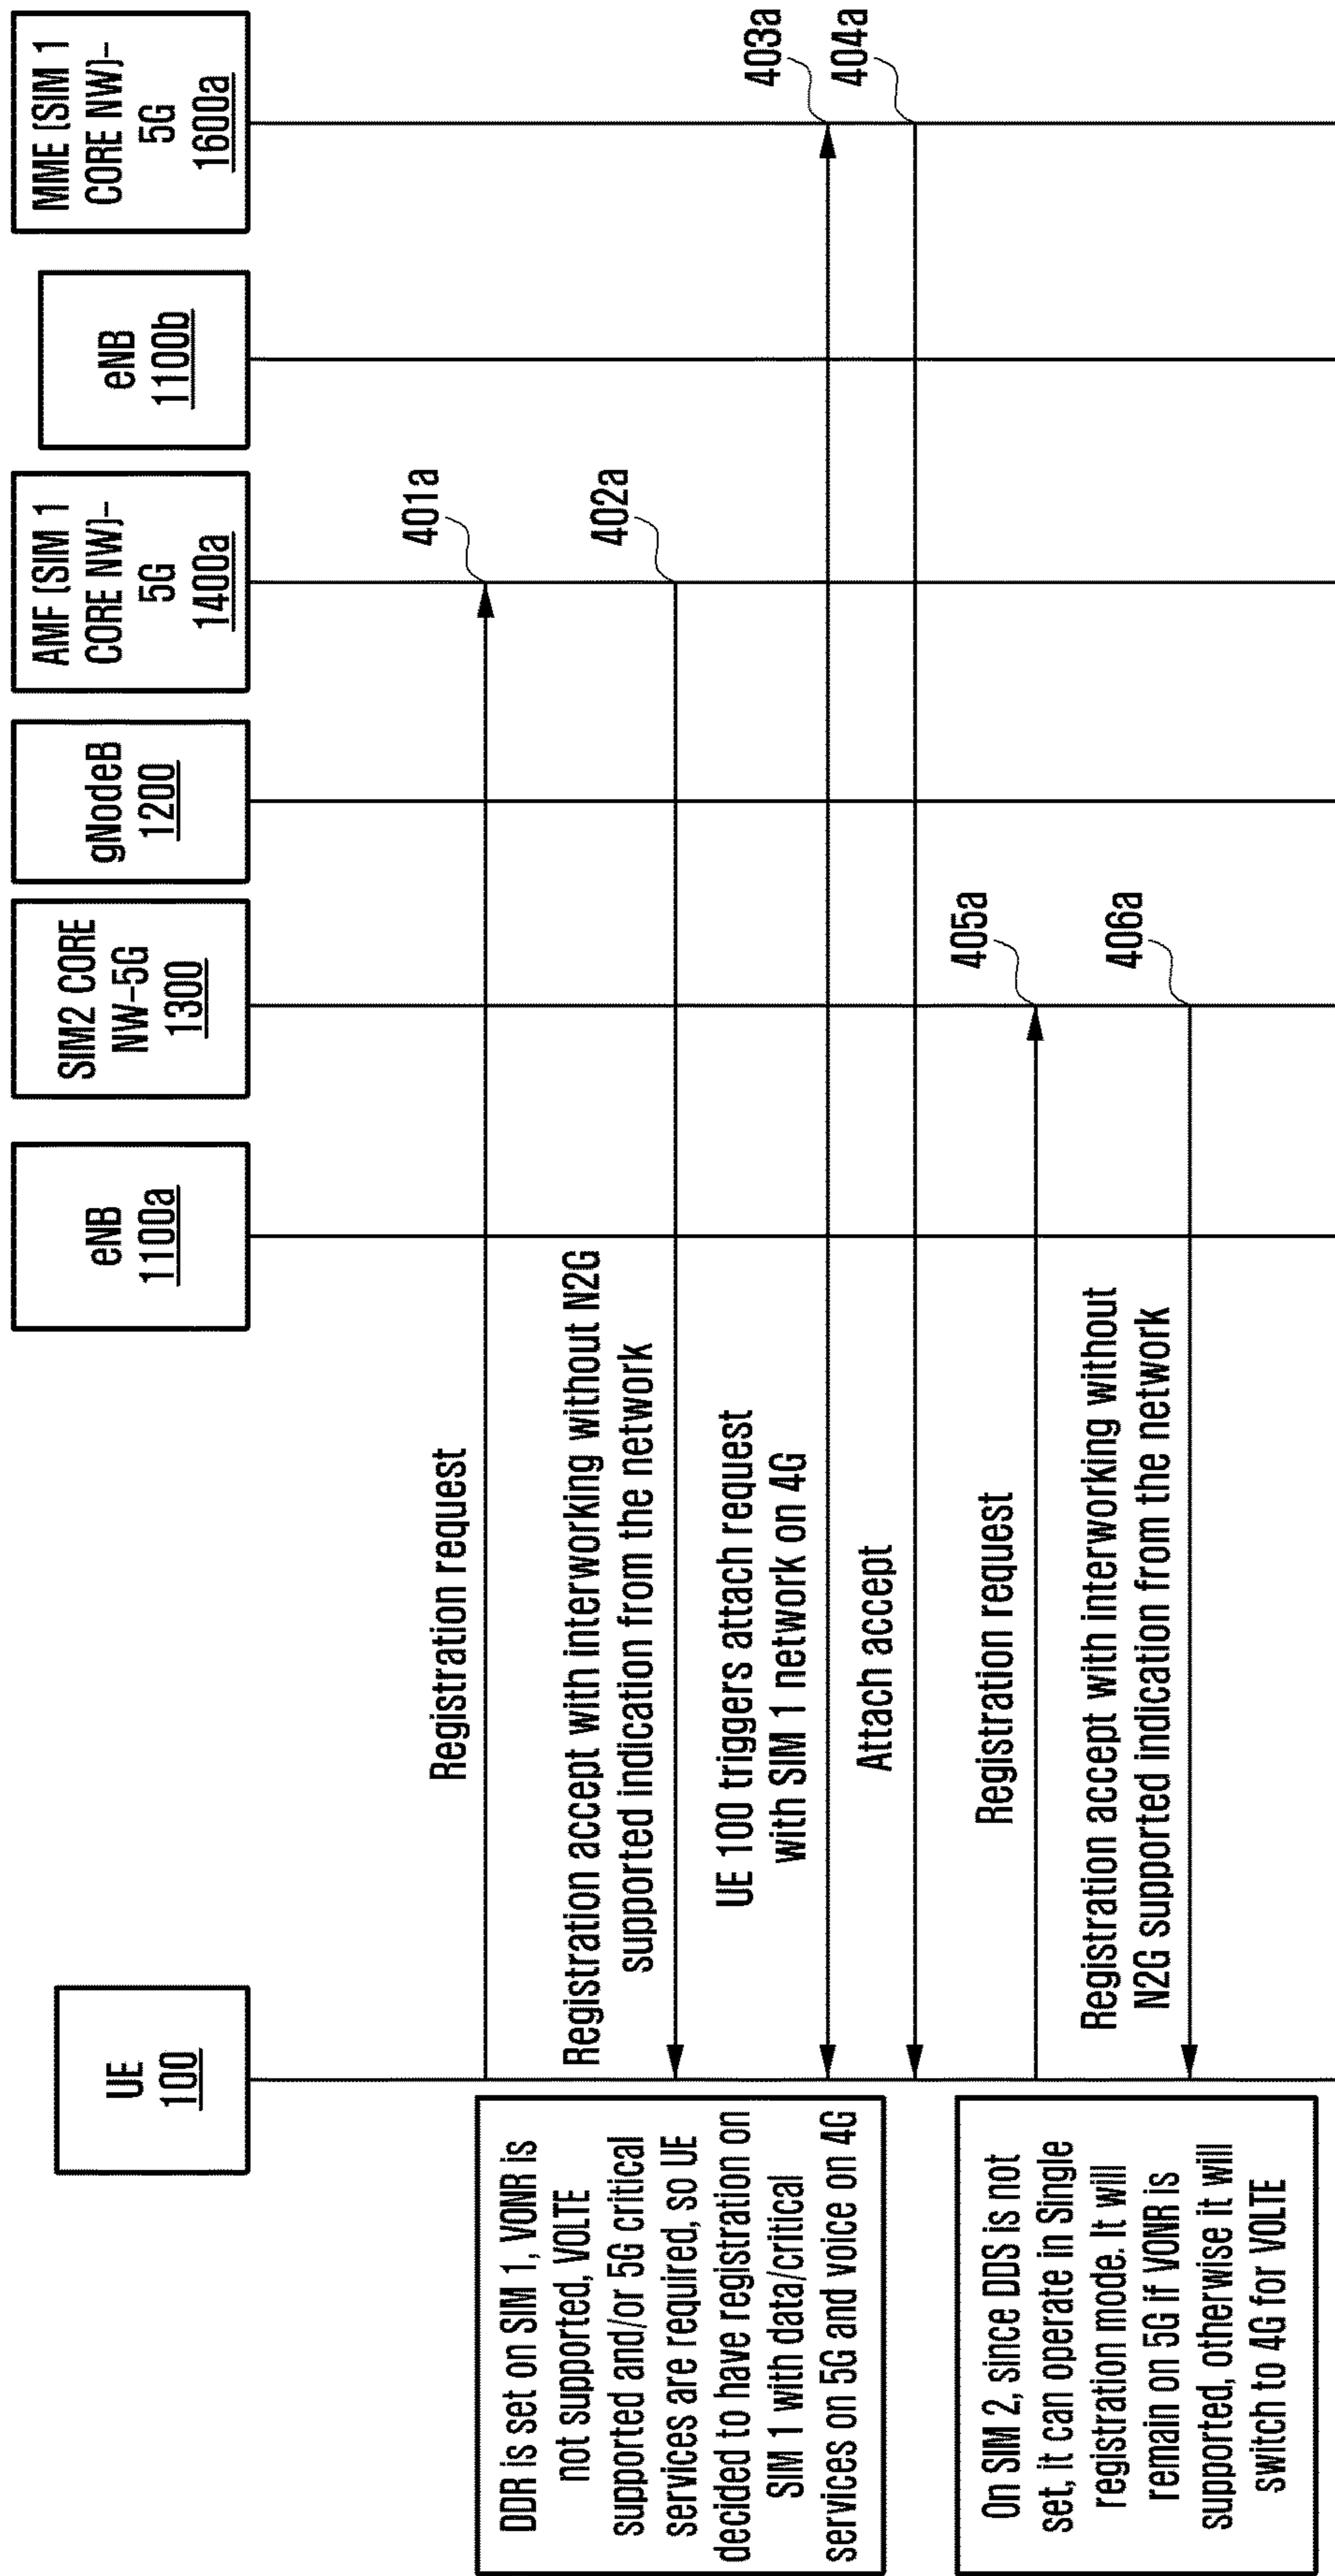 UE
100
eNB
1100a
SIM2 CORE
NW-5G
1300
gNodeB
1200
AMF (SIM 1
CORE NW)-
5G
1400a
eNB
1100b
MME (SIM 1
CORE NW)-
5G
1600a
DDR is set on SIM 1, VONR is
not supported, VOLTE
supported and/or 5G critical
services are required, so UE
decided to have registration on
SIM 1 with data/critical
services on 5G and voice on 4G
Registration request
401a
Registration accept with interworking without N2G
supported indication from the network
402a
UE 100 triggers attach request
with SIM 1 network on 4G
403a
Attach accept
404a
On SIM 2, since DDS is not
set, it can operate in Single
registration mode. It will
remain on 5G if VONR is
supported, otherwise it will
switch to 4G for VOLTE
Registration request
405a
Registration accept with interworking without
N2G supported indication from the network
406a